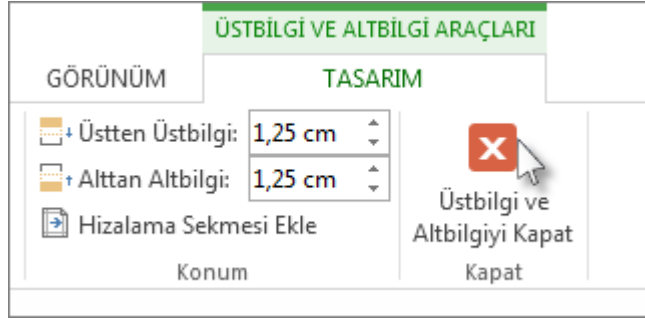 ÜSTBİLGİ VE ALTBİLGİ ARAÇLARI
GÖRÜNÜM TASARIM
Üstten Üstbilgi: 1,25 cm
Alttan Altbilgi: 1,25 cm
Hizalama Sekmesi Ekle
Konum
Üstbilgi ve
Altbilgiyi Kapat
Kapat